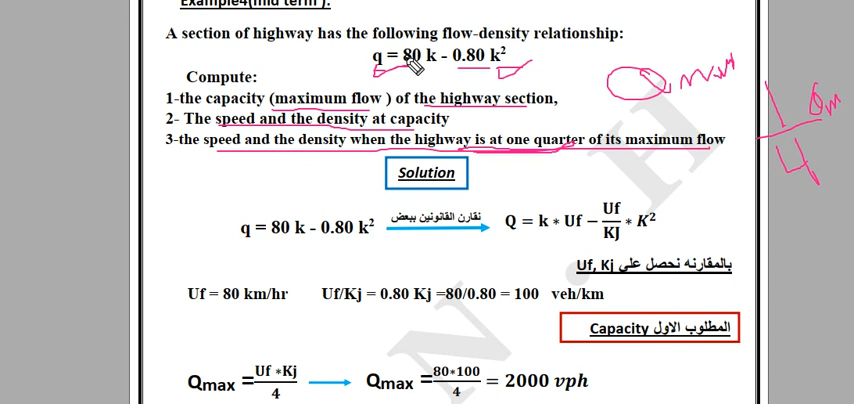 Example4(mid term ):
A section of highway has the following flow-density relationship:
q = 80 k - 0.80 k²
Compute:
1-the capacity (maximum flow ) of the highway section,
2- The speed and the density at capacity
3-the speed and the density when the highway is at one quarter of its maximum flow
Solution
q = 80 k - 0.80 k² نقارن القانونين ببعض Q = k * Uf − Uf/KJ * K²
بالمقارنه نحصل علي Uf, Kj
Uf = 80 km/hr Uf/Kj = 0.80 Kj =80/0.80 = 100 veh/km
المطلوب الاول Capacity
Qmax = Uf *Kj / 4 Qmax = 80*100 / 4 = 2000 vph
N . H
1/4